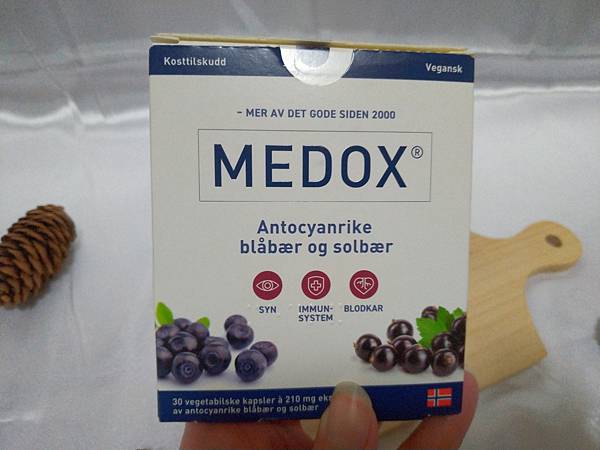 Kosttilskudd
Vegansk
– MER AV DET GODE SIDEN 2000
MEDOX®
Antocyanrike
blåbær og solbær
SYN
IMMUN-
SYSTEM
BLODKAR
30 vegetabilske kapsler à 210 mg
av antocyanrike blåbær og solbær